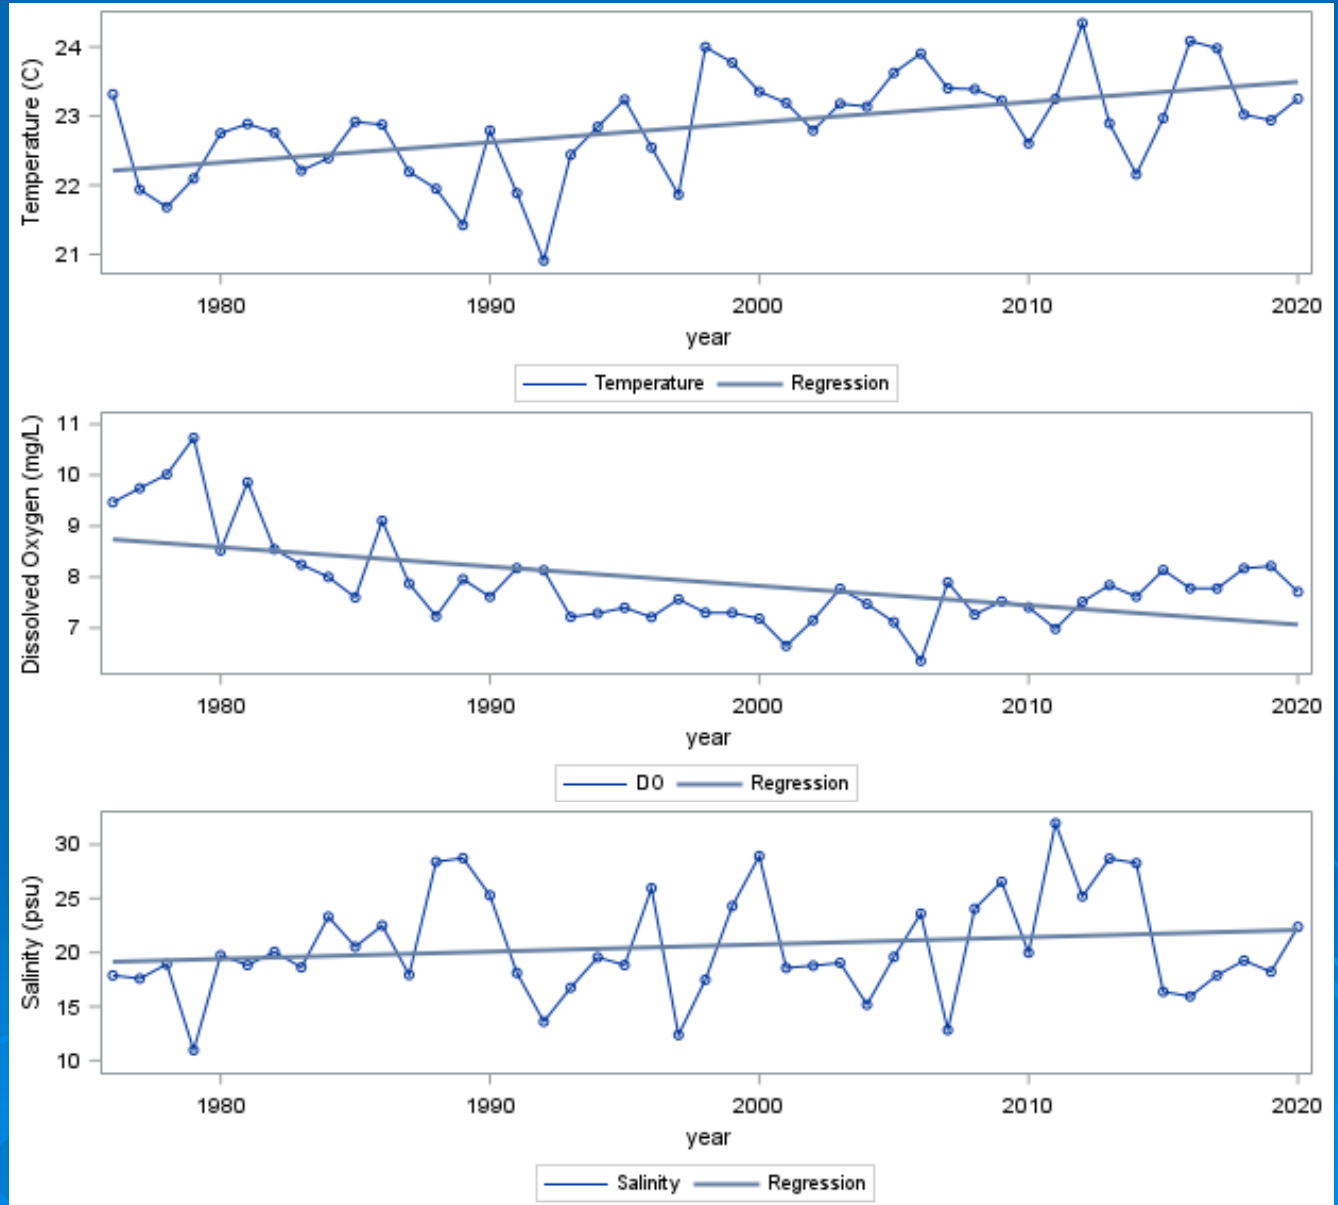 Temperature (C)
24
23
22
21
1980 1990 2000 2010 2020
year
Temperature Regression
Dissolved Oxygen (mg/L)
11
10
9
8
7
1980 1990 2000 2010 2020
year
DO Regression
Salinity (psu)
30
25
20
15
10
1980 1990 2000 2010 2020
year
Salinity Regression